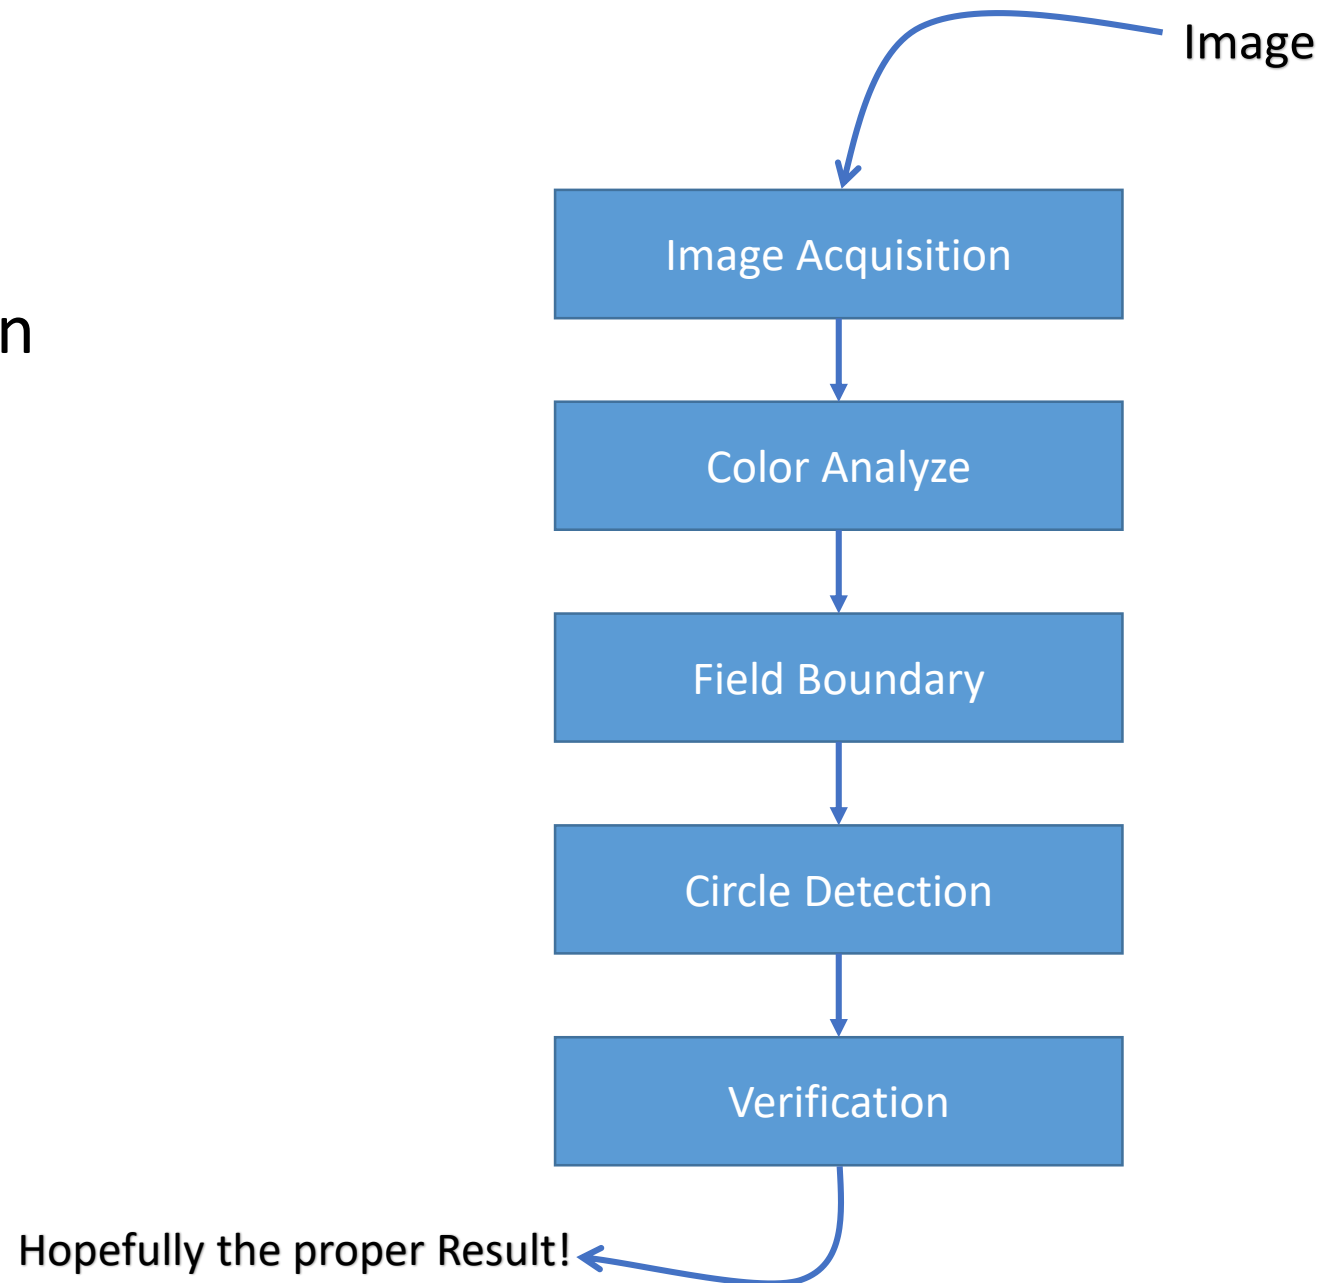 Image
Image Acquisition
n
Color Analyze
Field Boundary
Circle Detection
Verification
Hopefully the proper Result!